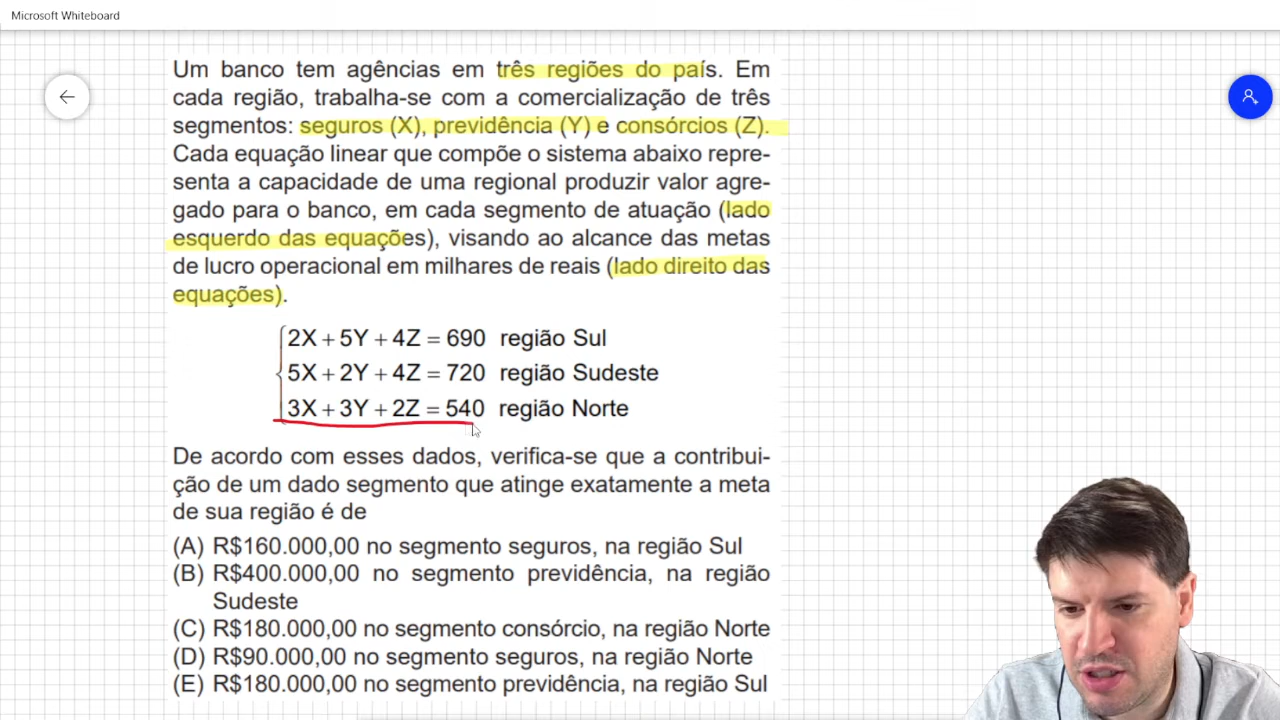 Microsoft Whiteboard
Um banco tem agências em três regiões do país. Em
cada região, trabalha-se com a comercialização de três
segmentos: seguros (X), previdência (Y) e consórcios (Z).
Cada equação linear que compõe o sistema abaixo repre-
senta a capacidade de uma regional produzir valor agre-
gado para o banco, em cada segmento de atuação (lado
esquerdo das equações), visando ao alcance das metas
de lucro operacional em milhares de reais (lado direito das
equações).
2X + 5Y + 4Z = 690 região Sul
5X + 2Y + 4Z = 720 região Sudeste
3X + 3Y + 2Z = 540 região Norte
De acordo com esses dados, verifica-se que a contribui-
ção de um dado segmento que atinge exatamente a meta
de sua região é de
(A) R$160.000,00 no segmento seguros, na região Sul
(B) R$400.000,00 no segmento previdência, na região
Sudeste
(C) R$180.000,00 no segmento consórcio, na região Norte
(D) R$90.000,00 no segmento seguros, na região Norte
(E) R$180.000,00 no segmento previdência, na região Sul